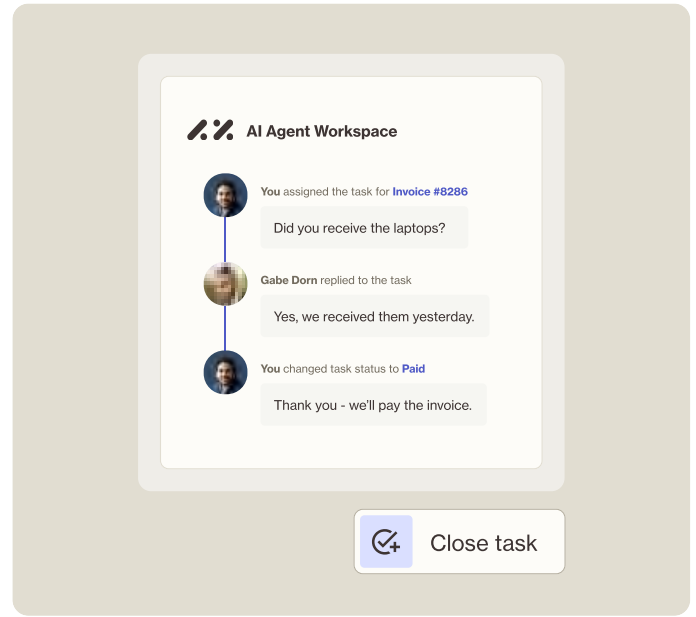 AI Agent Workspace
You assigned the task for Invoice #8286
Did you receive the laptops?
Gabe Dorn replied to the task
Yes, we received them yesterday.
You changed task status to Paid
Thank you - we’ll pay the invoice.
Close task